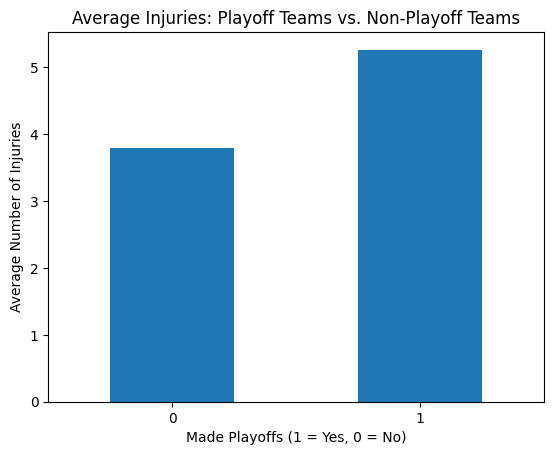 Average Injuries: Playoff Teams vs. Non-Playoff Teams
Average Number of Injuries
5
4
3
2
1
0
0
1
Made Playoffs (1 = Yes, 0 = No)